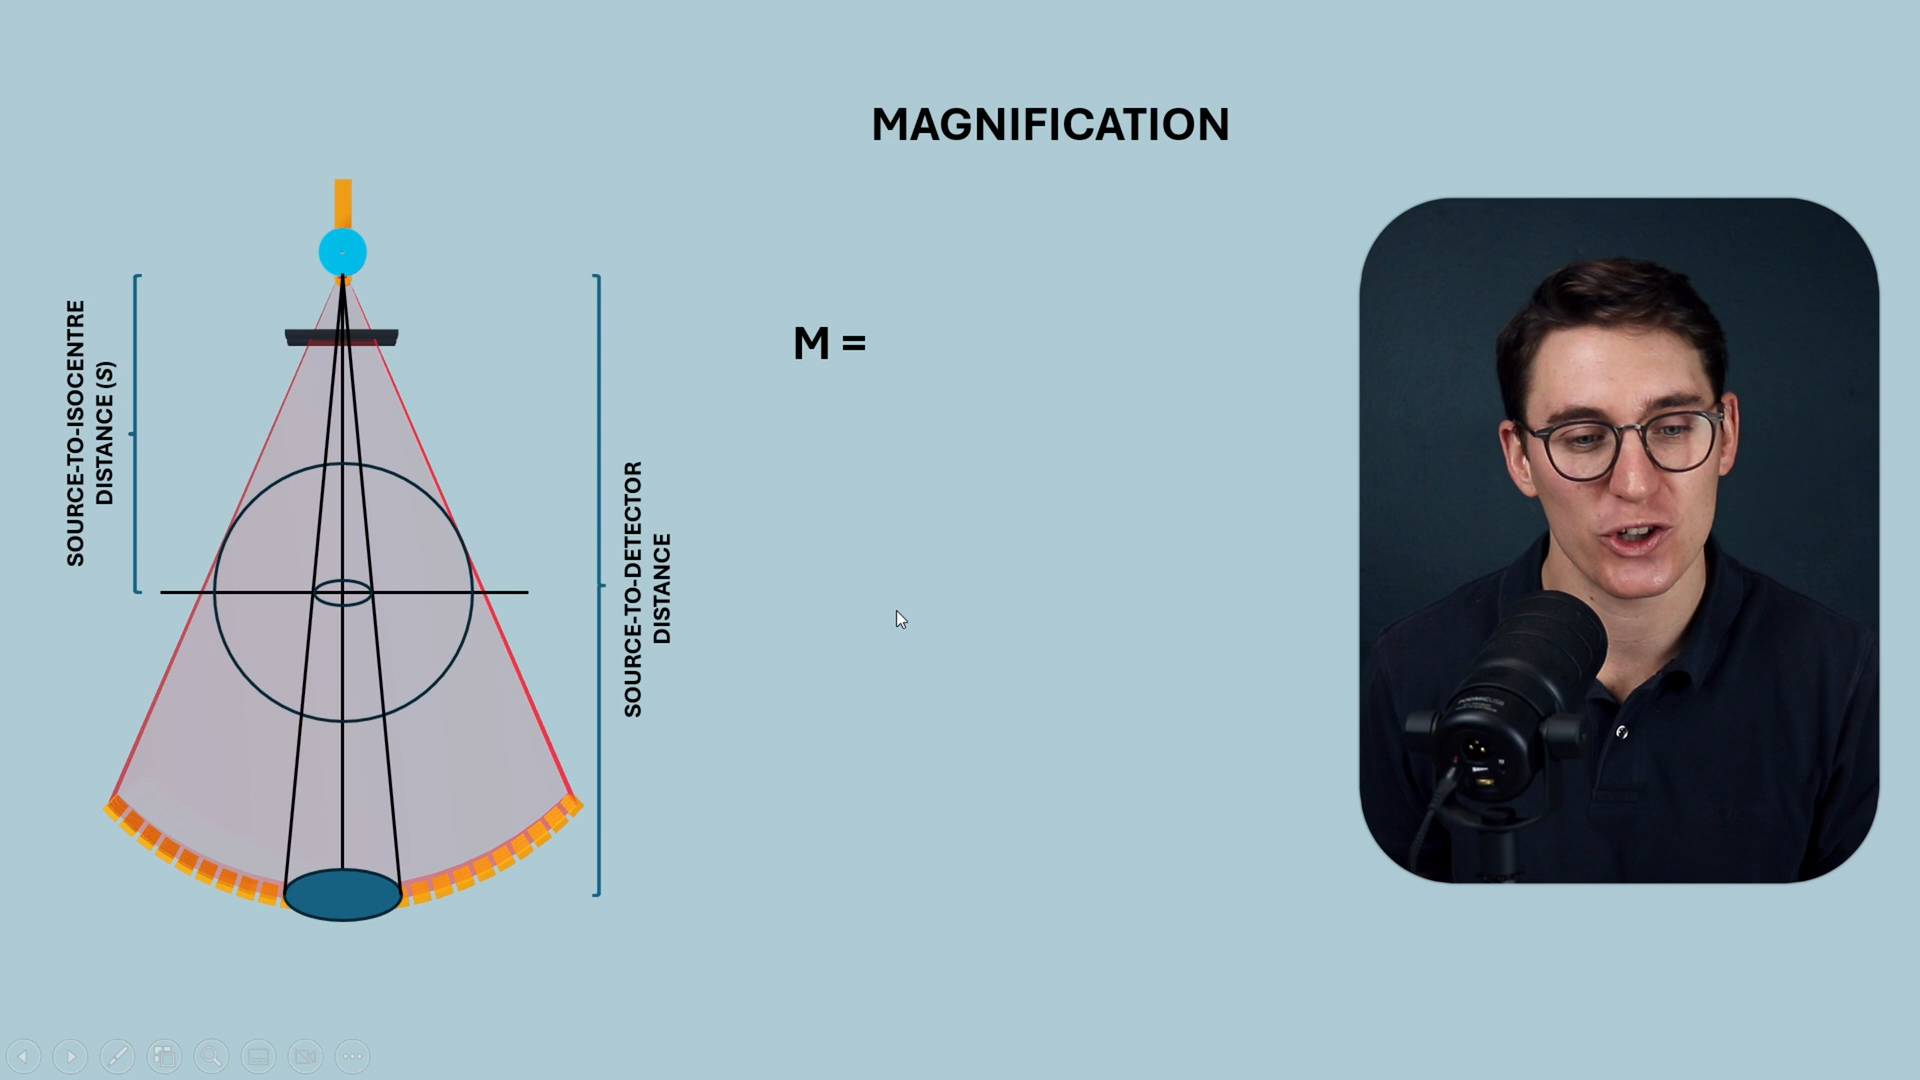 MAGNIFICATION
SOURCE-TO-ISOCENTRE
DISTANCE (S)
M =
SOURCE-TO-DETECTOR
DISTANCE